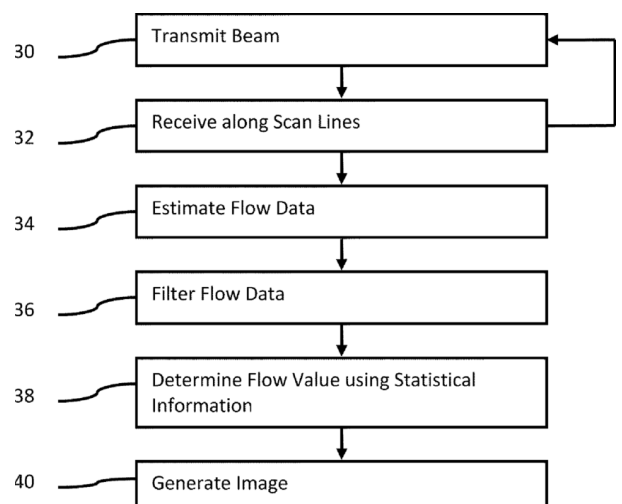 30 Transmit Beam
32 Receive along Scan Lines
34 Estimate Flow Data
36 Filter Flow Data
38 Determine Flow Value using Statistical
Information
40 Generate Image